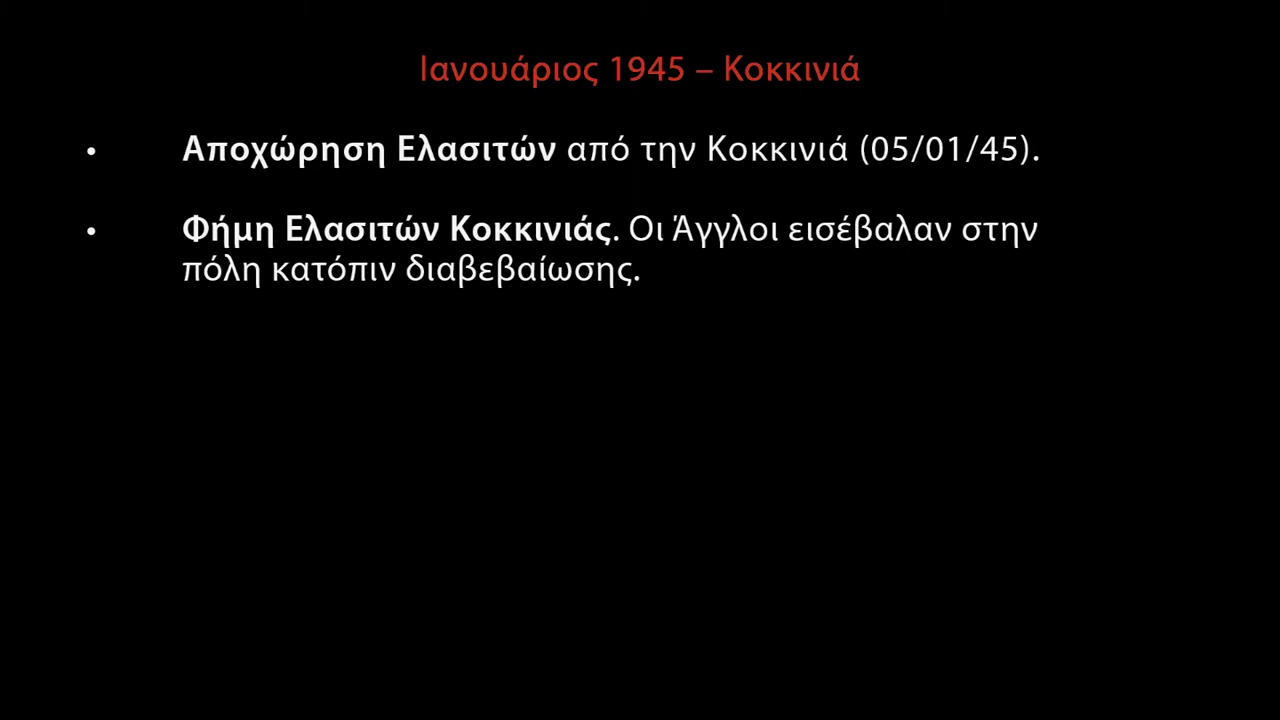 Ιανουάριος 1945 – Κοκκινιά
• Αποχώρηση Ελασιτών από την Κοκκινιά (05/01/45).
• Φήμη Ελασιτών Κοκκινιάς. Οι Άγγλοι εισέβαλαν στην
πόλη κατόπιν διαβεβαίωσης.